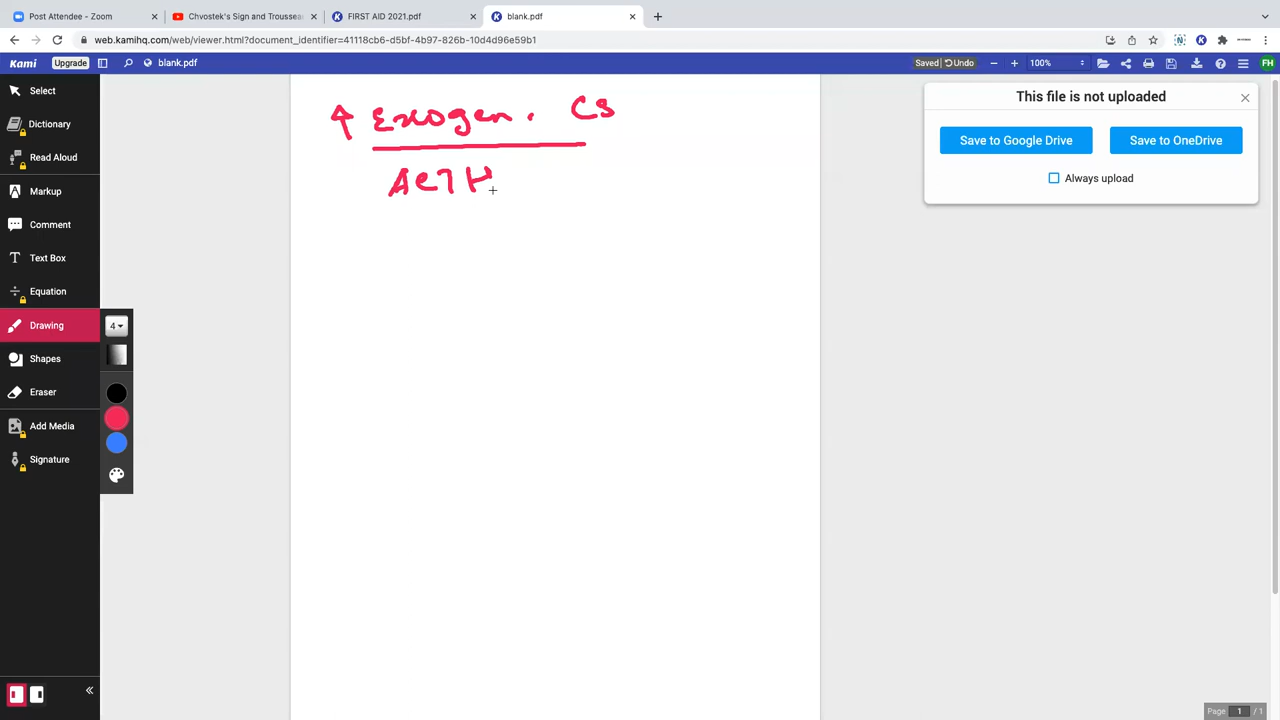 Post Attendee - Zoom
Chvostek's Sign and Troussea
FIRST AID 2021.pdf
blank.pdf
web.kamihq.com/web/viewer.html?document_identifier=41118cb6-d5bf-4b97-826b-10d4d96e59b1
Kami
Upgrade
blank.pdf
Saved
Undo
100%
FH
Select
Dictionary
Read Aloud
Markup
Comment
Text Box
Equation
Drawing
Shapes
Eraser
Add Media
Signature
4
↑ Exogen. CS
ACTH
This file is not uploaded
Save to Google Drive
Save to OneDrive
Always upload
Page 1 / 1